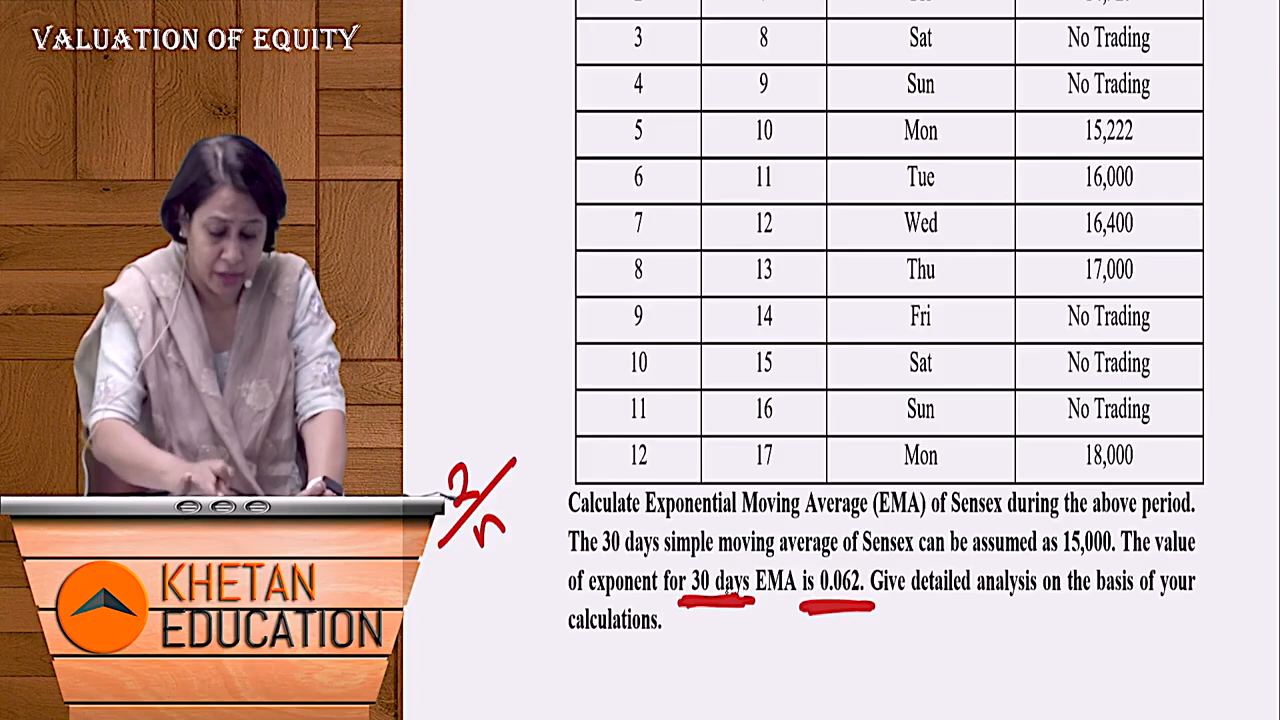 VALUATION OF EQUITY
3 8 Sat No Trading
4 9 Sun No Trading
5 10 Mon 15,222
6 11 Tue 16,000
7 12 Wed 16,400
8 13 Thu 17,000
9 14 Fri No Trading
10 15 Sat No Trading
11 16 Sun No Trading
12 17 Mon 18,000
2/n
Calculate Exponential Moving Average (EMA) of Sensex during the above period.
The 30 days simple moving average of Sensex can be assumed as 15,000. The value
of exponent for 30 days EMA is 0.062. Give detailed analysis on the basis of your
calculations.
KHETAN
EDUCATION